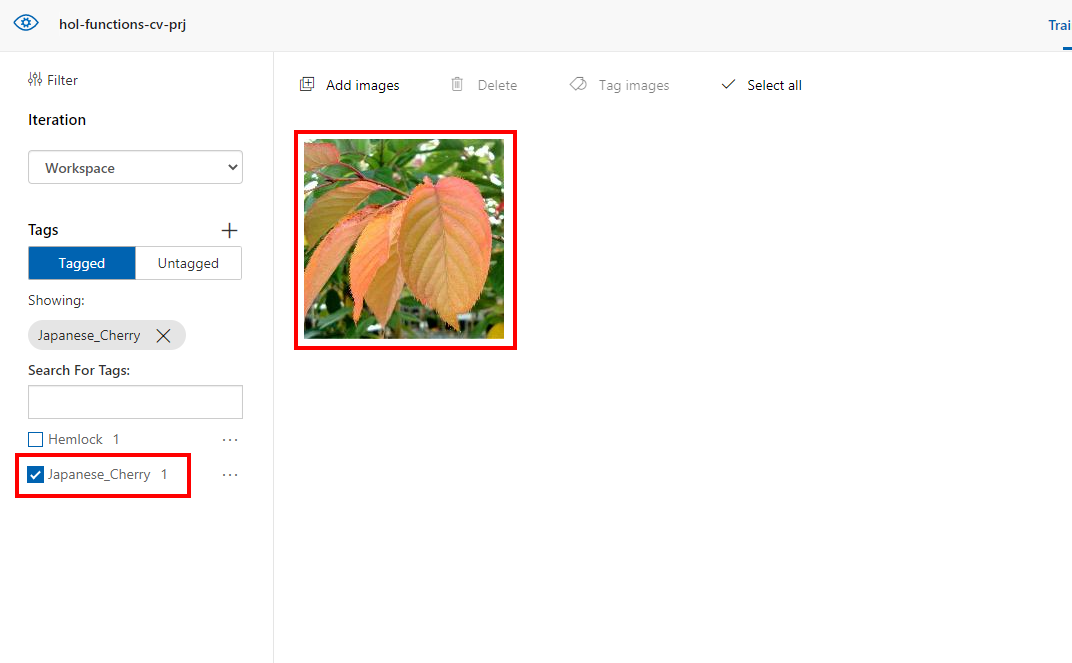 hol-functions-cv-prj
Trai
Filter
Add images
Delete
Tag images
Select all
Iteration
Workspace
Tags
Tagged
Untagged
Showing:
Japanese_Cherry
Search For Tags:
Hemlock 1
Japanese_Cherry 1